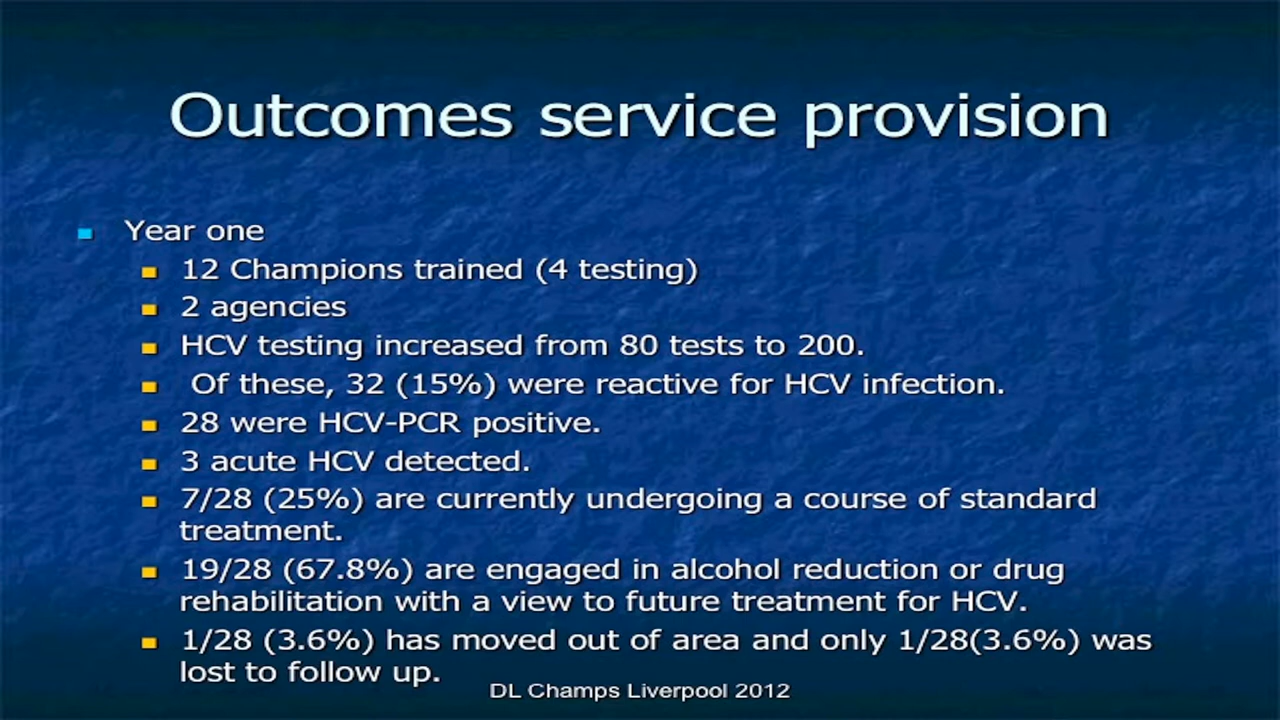 Outcomes service provision
Year one
12 Champions trained (4 testing)
2 agencies
HCV testing increased from 80 tests to 200.
Of these, 32 (15%) were reactive for HCV infection.
28 were HCV-PCR positive.
3 acute HCV detected.
7/28 (25%) are currently undergoing a course of standard
treatment.
19/28 (67.8%) are engaged in alcohol reduction or drug
rehabilitation with a view to future treatment for HCV.
1/28 (3.6%) has moved out of area and only 1/28(3.6%) was
lost to follow up.
DL Champs Liverpool 2012